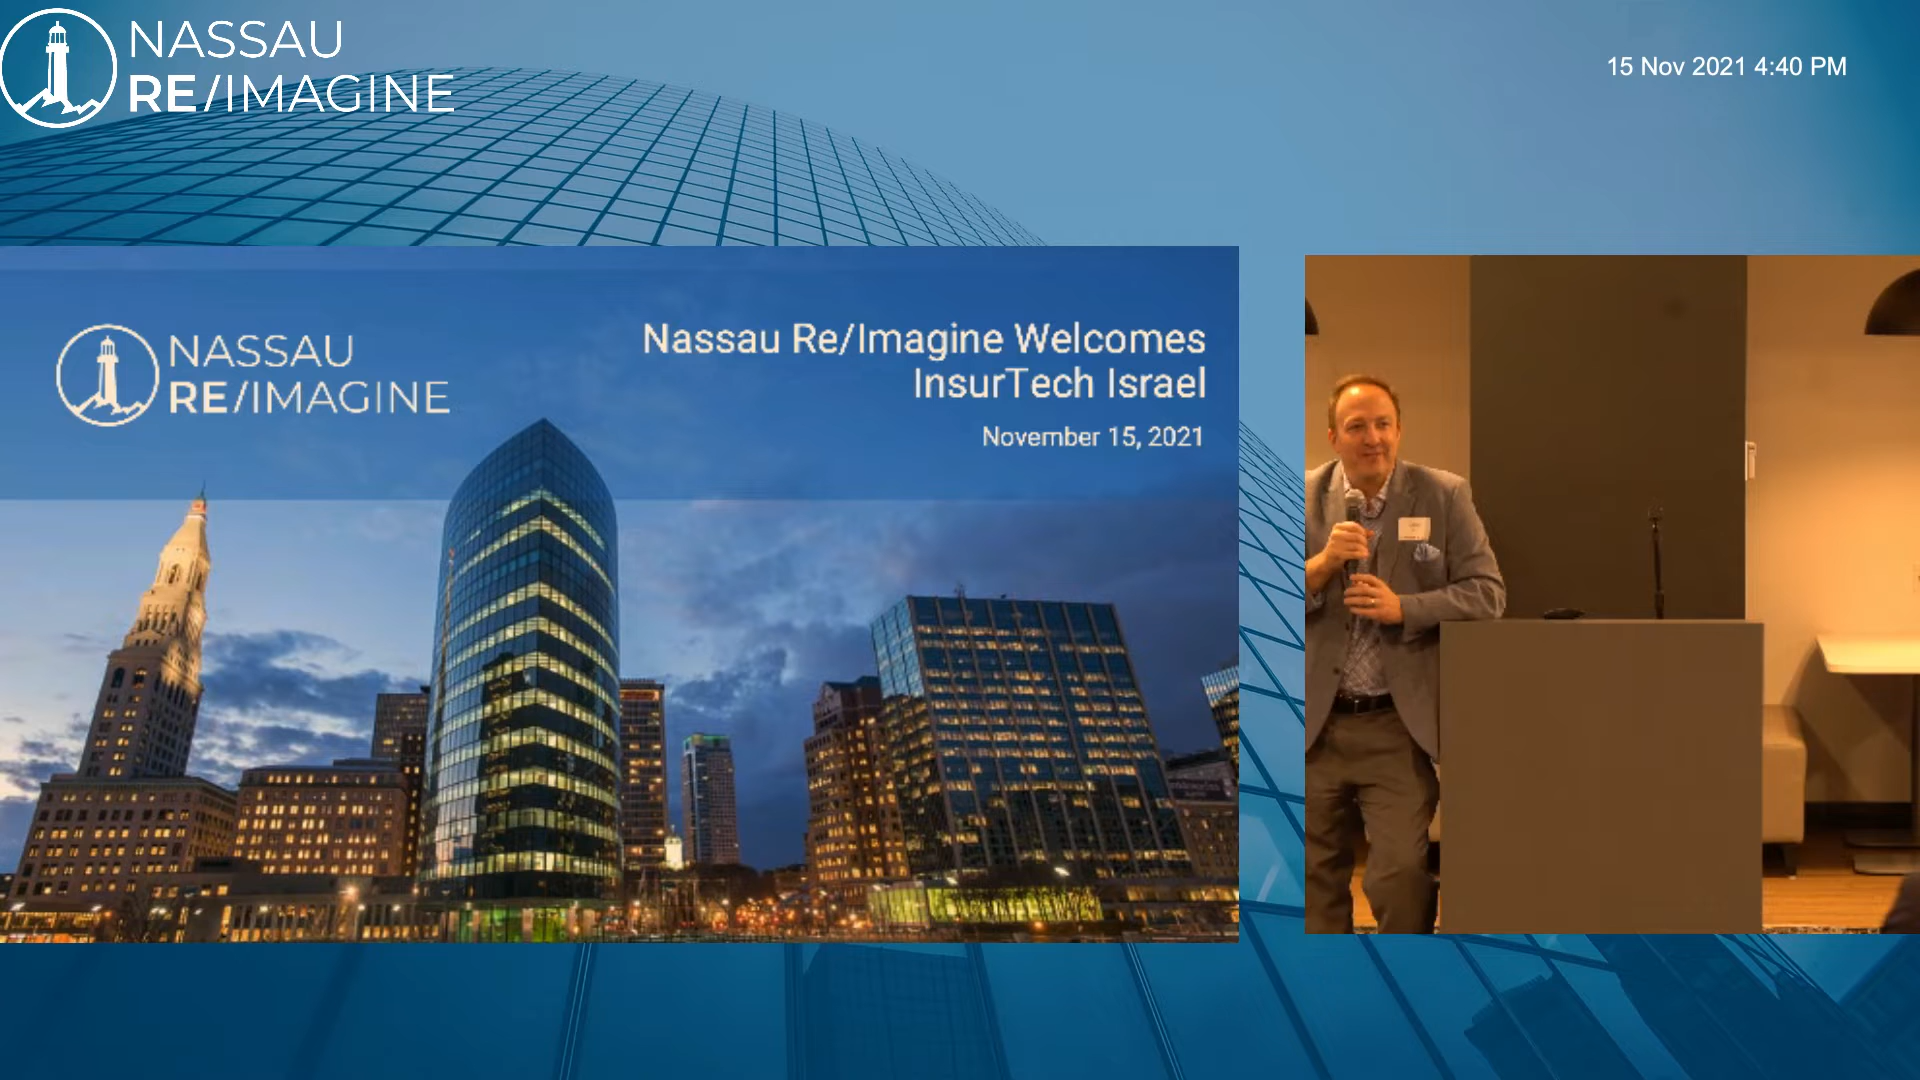 NASSAU
RE/IMAGINE
15 Nov 2021 4:40 PM
NASSAU
RE/IMAGINE
Nassau Re/Imagine Welcomes
InsurTech Israel
November 15, 2021